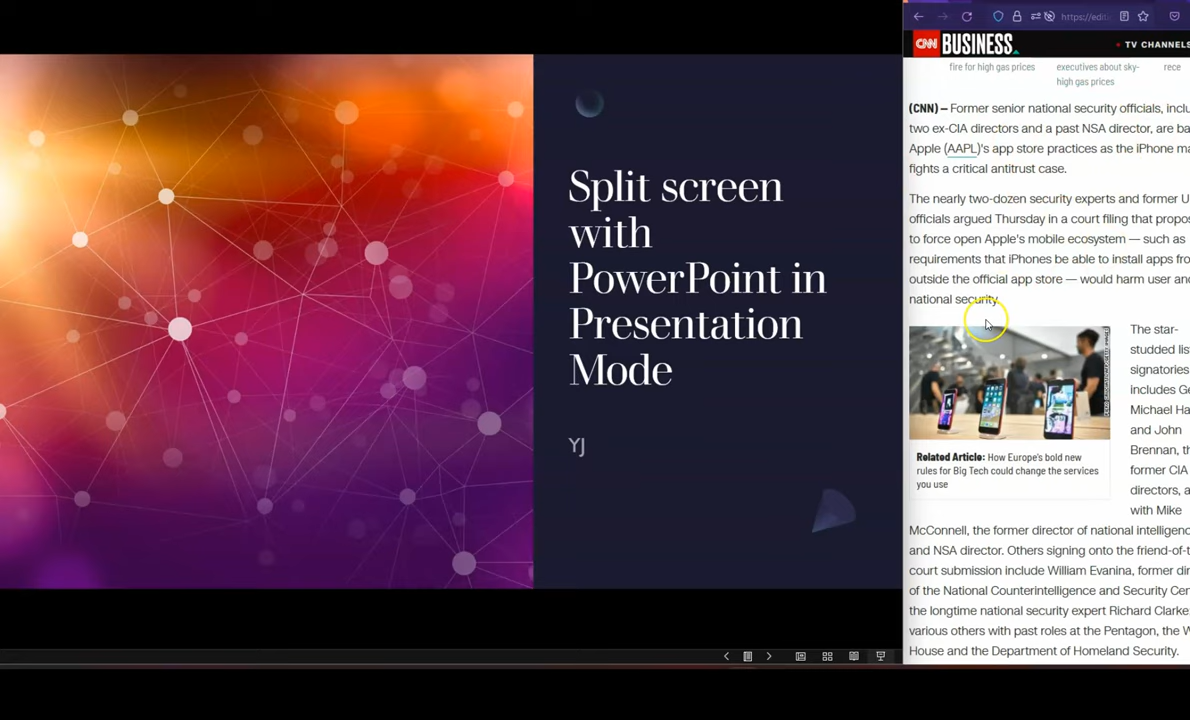 Split screen
with
PowerPoint in
Presentation
Mode
YJ
https://edit
CNN BUSINESS
TV CHANNELS
fire for high gas prices
executives about sky-
high gas prices
rece
(CNN) — Former senior national security officials, inclu
two ex-CIA directors and a past NSA director, are ba
Apple (AAPL)'s app store practices as the iPhone ma
fights a critical antitrust case.
The nearly two-dozen security experts and former U
officials argued Thursday in a court filing that propos
to force open Apple's mobile ecosystem — such as
requirements that iPhones be able to install apps fro
outside the official app store — would harm user and
national security.
The star-
studded lis
signatories
includes Ge
Michael Ha
and John
Brennan, th
former CIA
directors, a
with Mike
Related Article: How Europe's bold new
rules for Big Tech could change the services
you use
McConnell, the former director of national intelligenc
and NSA director. Others signing onto the friend-of-t
court submission include William Evanina, former dir
of the National Counterintelligence and Security Cen
the longtime national security expert Richard Clarke
various others with past roles at the Pentagon, the W
House and the Department of Homeland Security.